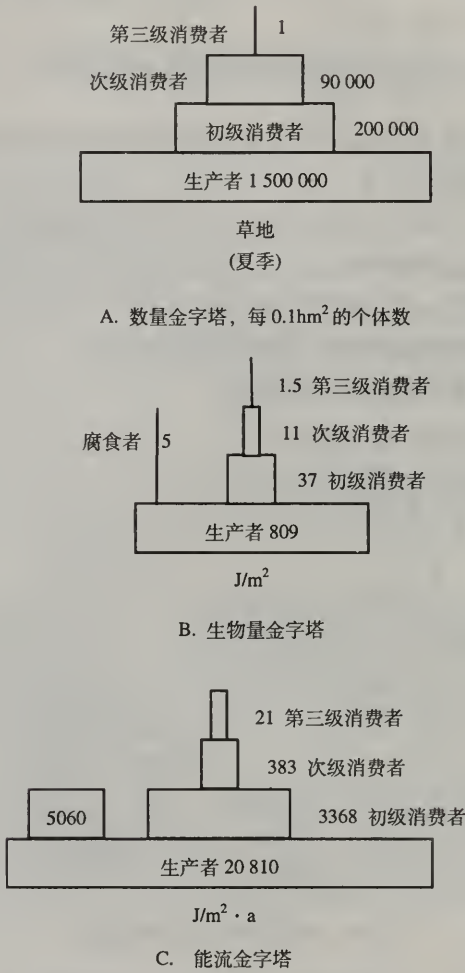 第三级消费者 1
次级消费者 90 000
初级消费者 200 000
生产者 1 500 000
草地
(夏季)
A. 数量金字塔，每 0.1hm² 的个体数
1.5 第三级消费者
腐食者 5 11 次级消费者
37 初级消费者
生产者 809
J/m²
B. 生物量金字塔
21 第三级消费者
383 次级消费者
5060 3368 初级消费者
生产者 20 810
J/m² · a
C. 能流金字塔